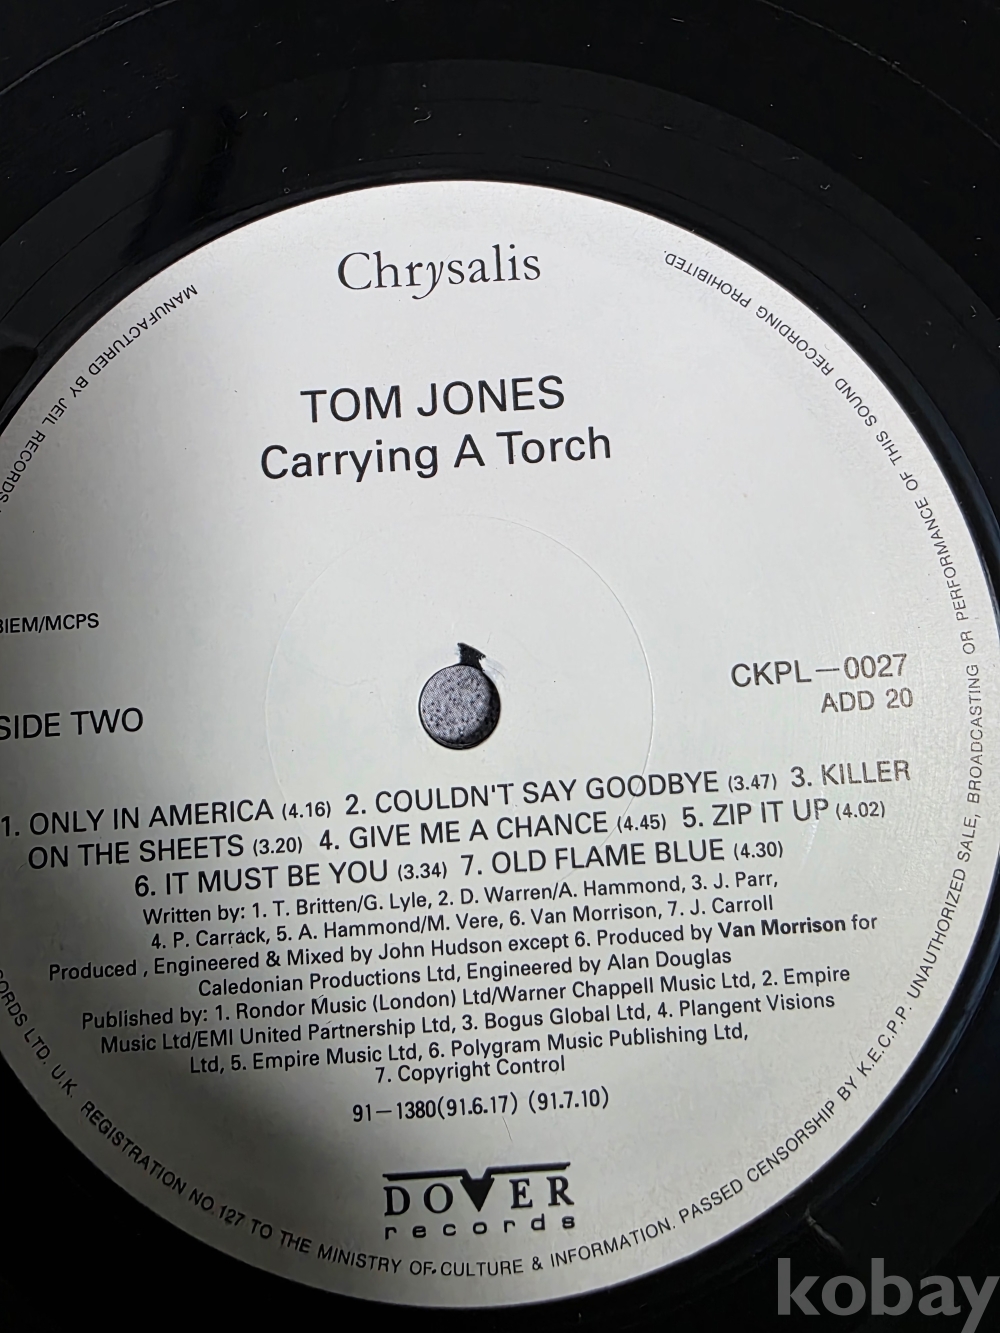 Chrysalis
TOM JONES
Carrying A Torch
BIEM/MCPS
SIDE TWO
CKPL—0027
ADD 20
1. ONLY IN AMERICA (4.16) 2. COULDN'T SAY GOODBYE (3.47) 3. KILLER
ON THE SHEETS (3.20) 4. GIVE ME A CHANCE (4.45) 5. ZIP IT UP (4.02)
6. IT MUST BE YOU (3.34) 7. OLD FLAME BLUE (4.30)
Written by: 1. T. Britten/G. Lyle, 2. D. Warren/A. Hammond, 3. J. Parr,
4. P. Carrack, 5. A. Hammond/M. Vere, 6. Van Morrison, 7. J. Carroll
Produced , Engineered & Mixed by John Hudson except 6. Produced by Van Morrison for
Caledonian Productions Ltd, Engineered by Alan Douglas
Published by: 1. Rondor Music (London) Ltd/Warner Chappell Music Ltd, 2. Empire
Music Ltd/EMI United Partnership Ltd, 3. Bogus Global Ltd, 4. Plangent Visions
Ltd, 5. Empire Music Ltd, 6. Polygram Music Publishing Ltd,
7. Copyright Control
91—1380(91.6.17) (91.7.10)
DOVER
records
MANUFACTURED BY JEIL RECORDS
RECORDS LTD. U.K. REGISTRATION NO. 127 TO THE MINISTRY OF CULTURE & INFORMATION. PASSED CENSORSHIP BY K.E.C.P.P. UNAUTHORIZED SALE, BROADCASTING OR PERFORMANCE OF THIS SOUND RECORDING PROHIBITED.
kobay